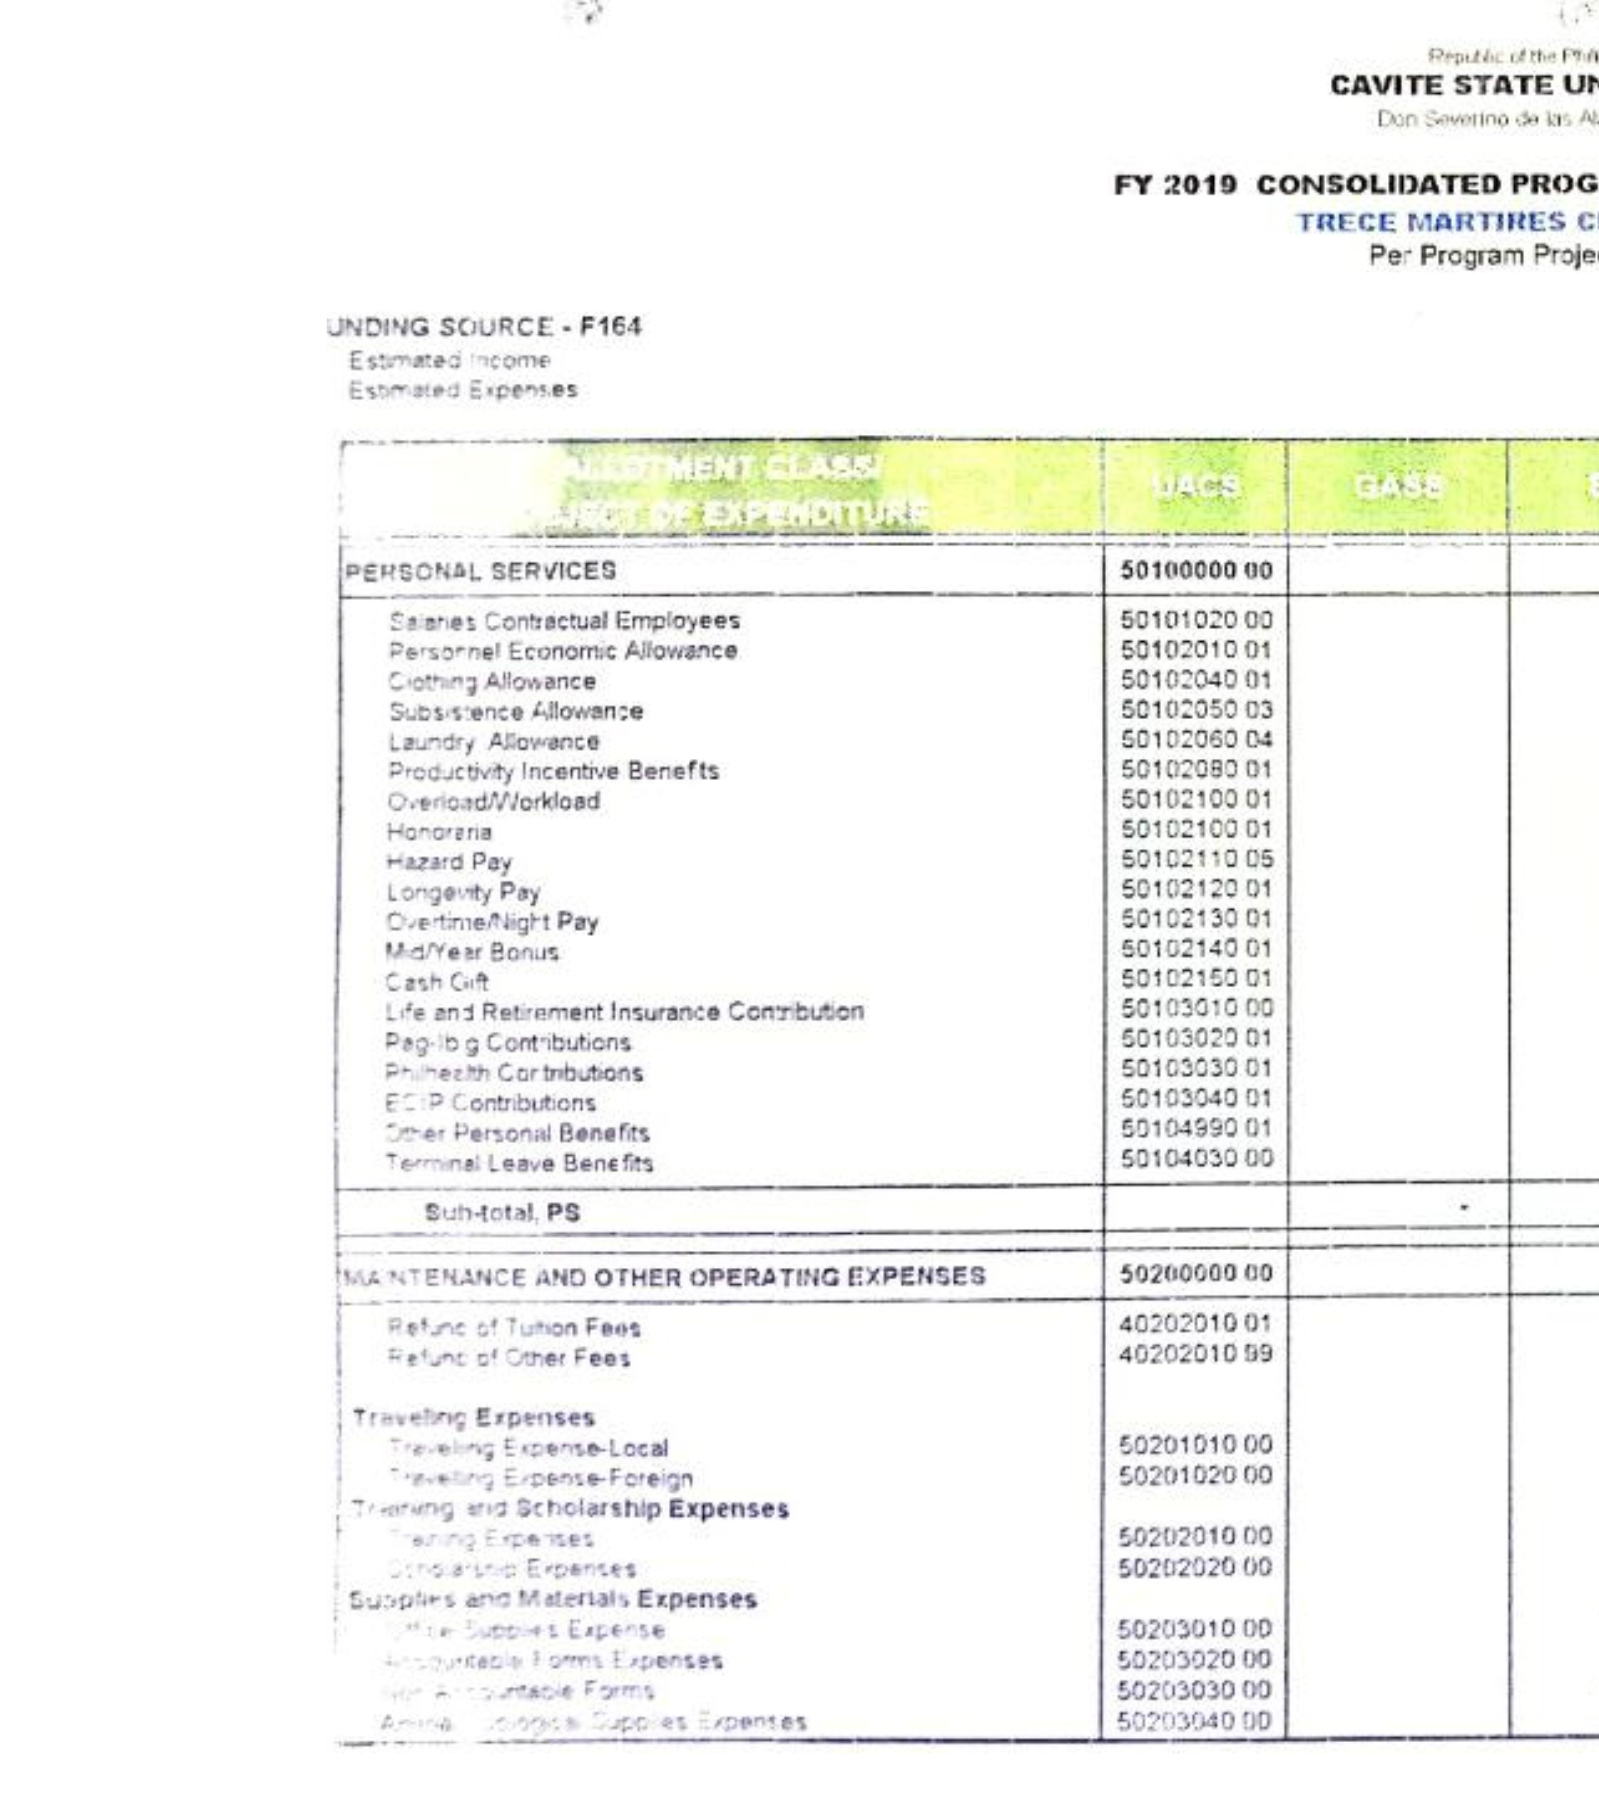 Republic of the Phil
CAVITE STATE UN
Don Severino de las Al
FY 2019 CONSOLIDATED PROG
TRECE MARTIRES CI
Per Program Projec
UNDING SOURCE - F164
Estimated Income
Estimated Expenses
ALLOTMENT CLASS/
JECT OF EXPENDITURE
UACS GASS
PERSONAL SERVICES 50100000 00
Salaries Contractual Employees 50101020 00
Personnel Economic Allowance 50102010 01
Clothing Allowance 50102040 01
Subsistence Allowance 50102050 03
Laundry Allowance 50102060 04
Productivity Incentive Benefts 50102080 01
Overload/Workload 50102100 01
Honoraria 50102100 01
Hazard Pay 50102110 05
Longevity Pay 50102120 01
Overtime/Night Pay 50102130 01
Mid/Year Bonus 50102140 01
Cash Gift 50102150 01
Life and Retirement Insurance Contribution 50103010 00
Pag-Ibig Contributions 50103020 01
Philhealth Contributions 50103030 01
ECIP Contributions 50103040 01
Other Personal Benefits 50104990 01
Terminal Leave Benefits 50104030 00
Sub-total, PS -
MAINTENANCE AND OTHER OPERATING EXPENSES 50200000 00
Refund of Tuition Fees 40202010 01
Refund of Other Fees 40202010 99
Traveling Expenses
Traveling Expense-Local 50201010 00
Travelling Expense-Foreign 50201020 00
Training and Scholarship Expenses
Training Expenses 50202010 00
Scholarship Expenses 50202020 00
Supplies and Materials Expenses
Office Supplies Expense 50203010 00
Accountable Forms Expenses 50203020 00
Non Accountable Forms 50203030 00
Animal Zoological Supplies Expenses 50203040 00